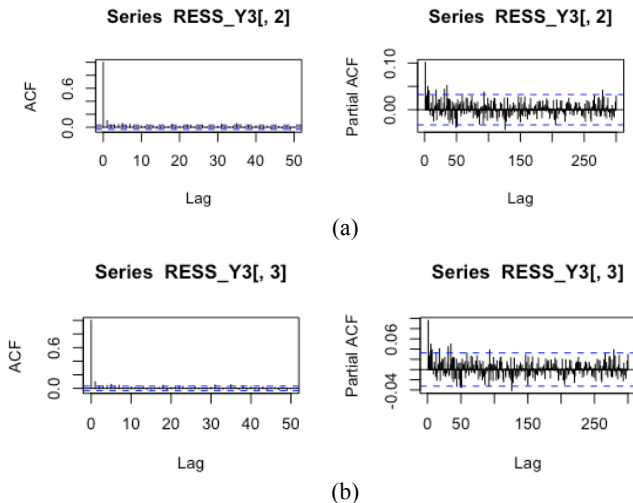 Series RESS_Y3[, 2]
ACF
0.0 0.6
0 10 20 30 40 50
Lag
Series RESS_Y3[, 2]
Partial ACF
0.00 0.10
0 50 150 250
Lag
(a)
Series RESS_Y3[, 3]
ACF
0.0 0.6
0 10 20 30 40 50
Lag
Series RESS_Y3[, 3]
Partial ACF
-0.04 0.06
0 50 150 250
Lag
(b)